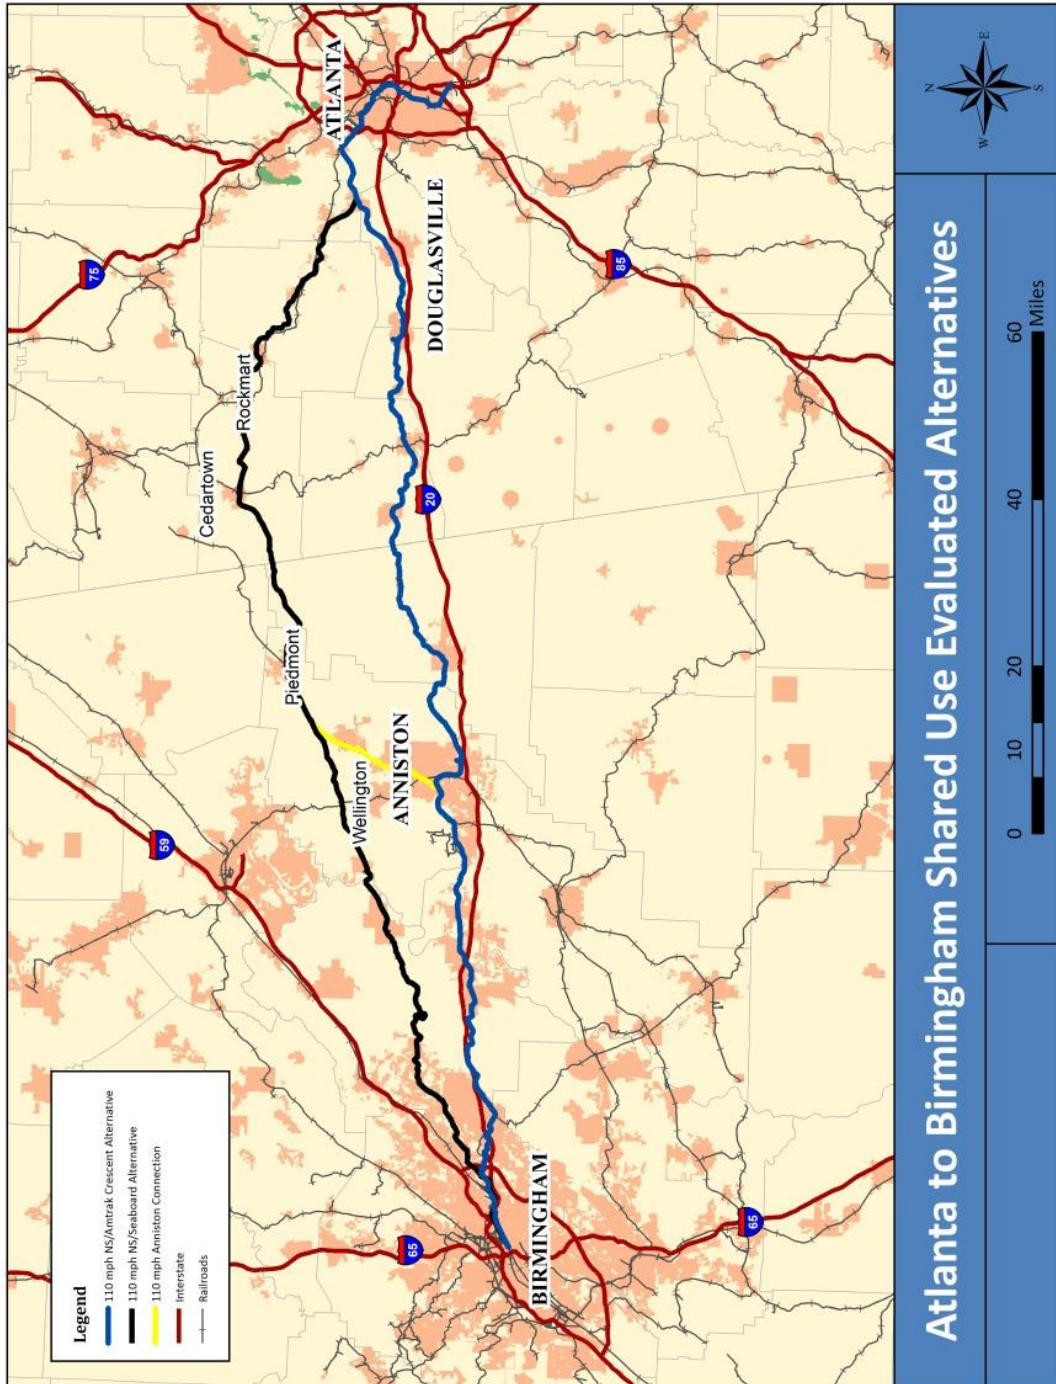 Legend
110 mph NS/Amtrak Crescent Alternative
110 mph NS/Seaboard Alternative
110 mph Anniston Connection
Interstate
Railroads
75
59
65
ATLANTA
Rockmart
Cedartown
Piedmont
Wellington
ANNISTON
DOUGLASVILLE
20
BIRMINGHAM
85
65
Atlanta to Birmingham Shared Use Evaluated Alternatives
N
W
E
S
0
10
20
40
60
Miles